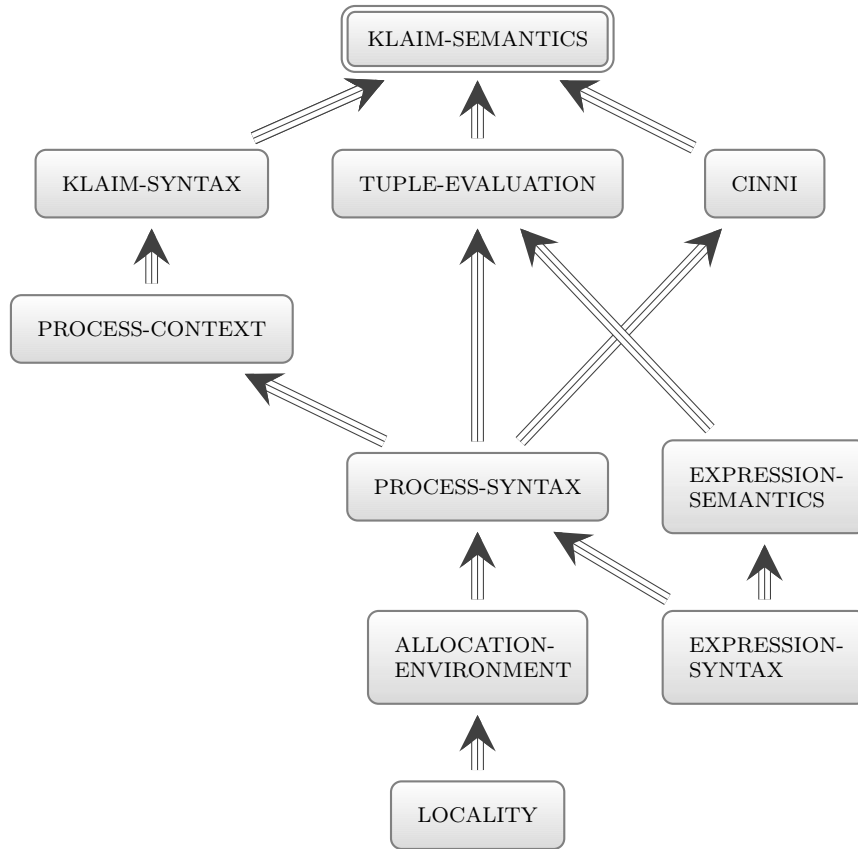 KLAIM-SEMANTICS
KLAIM-SYNTAX
TUPLE-EVALUATION
CINNI
PROCESS-CONTEXT
PROCESS-SYNTAX
EXPRESSION-
SEMANTICS
ALLOCATION-
ENVIRONMENT
EXPRESSION-
SYNTAX
LOCALITY